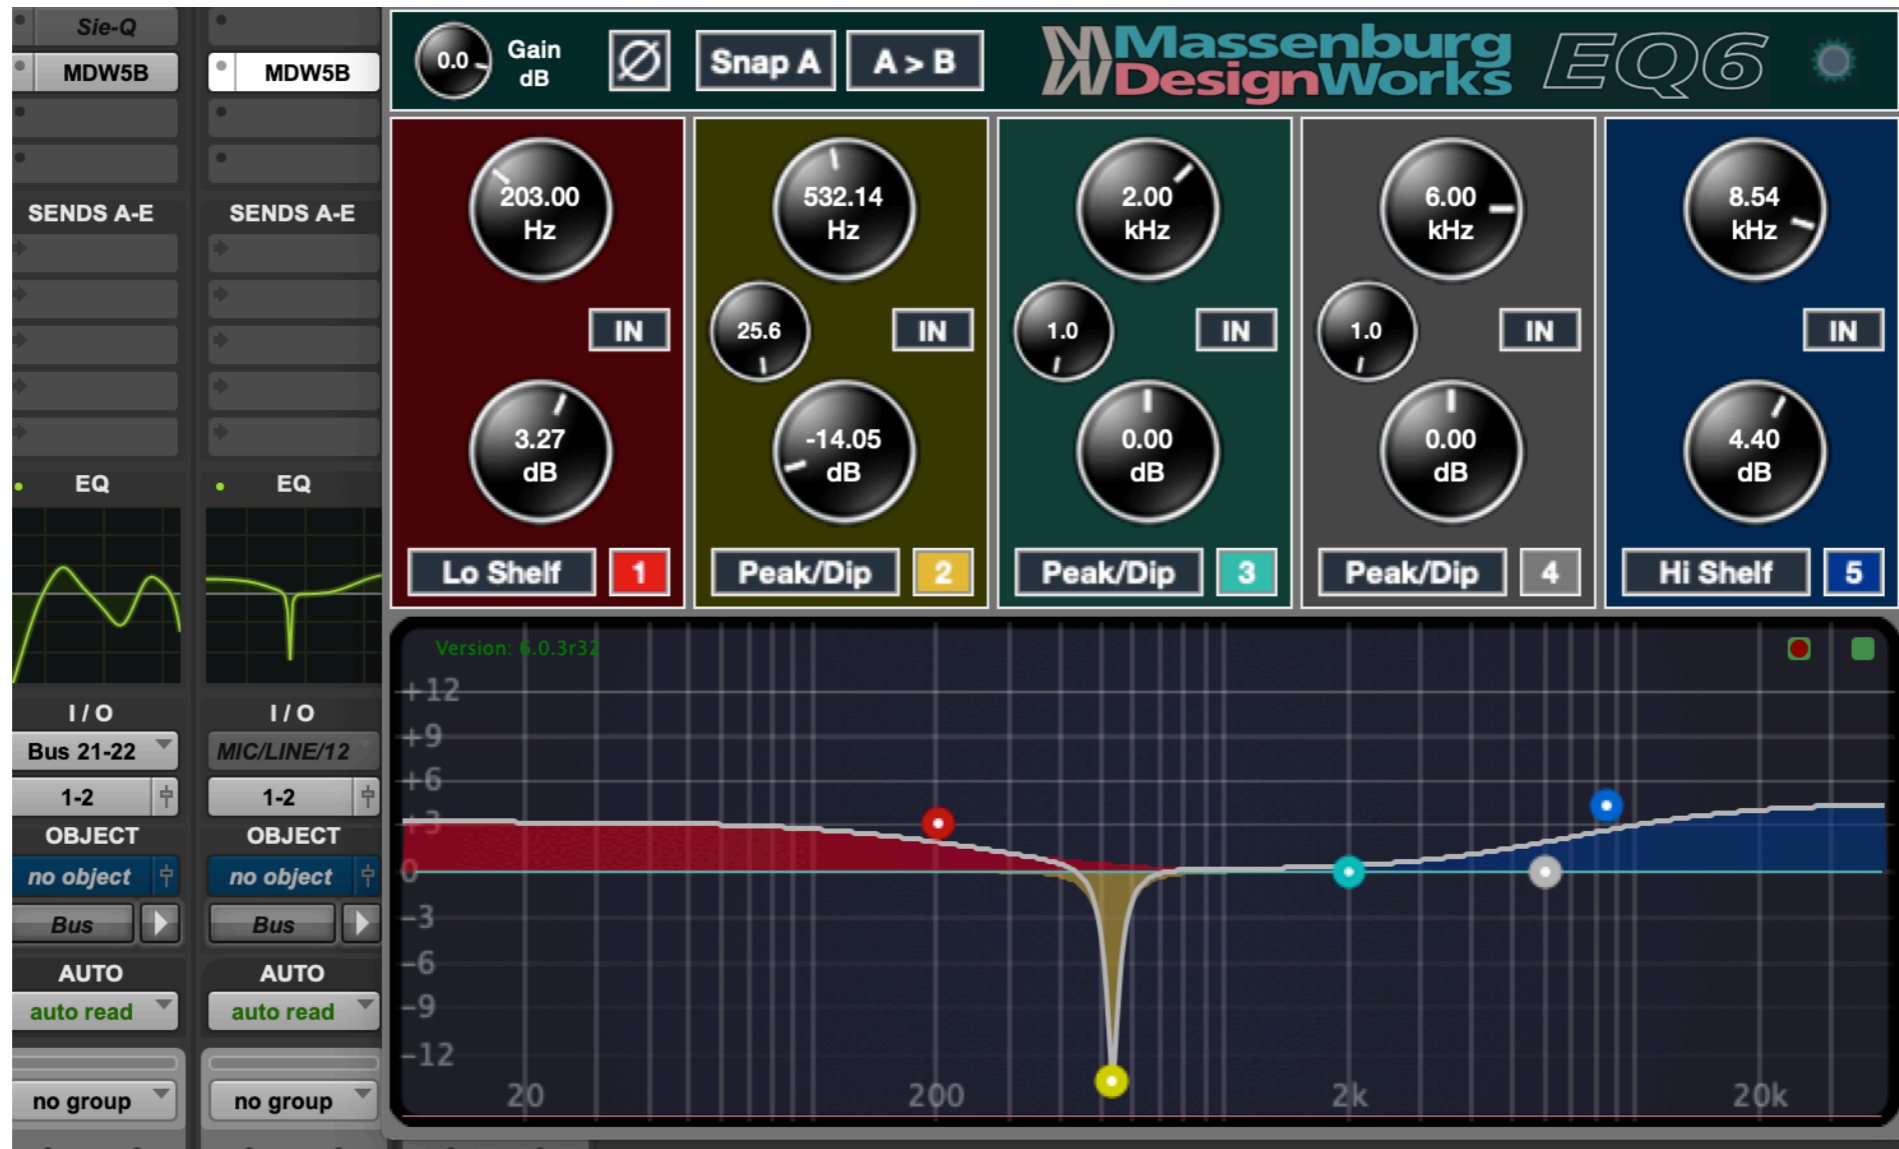 Sie-Q
MDW5B
SENDS A-E
EQ
I / O
Bus 21-22
1-2
OBJECT
no object
Bus
AUTO
auto read
no group
MDW5B
SENDS A-E
EQ
I / O
MIC/LINE/12
1-2
OBJECT
no object
Bus
AUTO
auto read
no group
0.0
Gain
dB
Ø
Snap A
A > B
Massenburg
DesignWorks
EQ6
203.00
Hz
IN
3.27
dB
Lo Shelf
1
532.14
Hz
25.6
IN
-14.05
dB
Peak/Dip
2
2.00
kHz
1.0
IN
0.00
dB
Peak/Dip
3
6.00
kHz
1.0
IN
0.00
dB
Peak/Dip
4
8.54
kHz
IN
4.40
dB
Hi Shelf
5
Version: 6.0.3r32
+12
+9
+6
+3
0
-3
-6
-9
-12
20 200 2k 20k